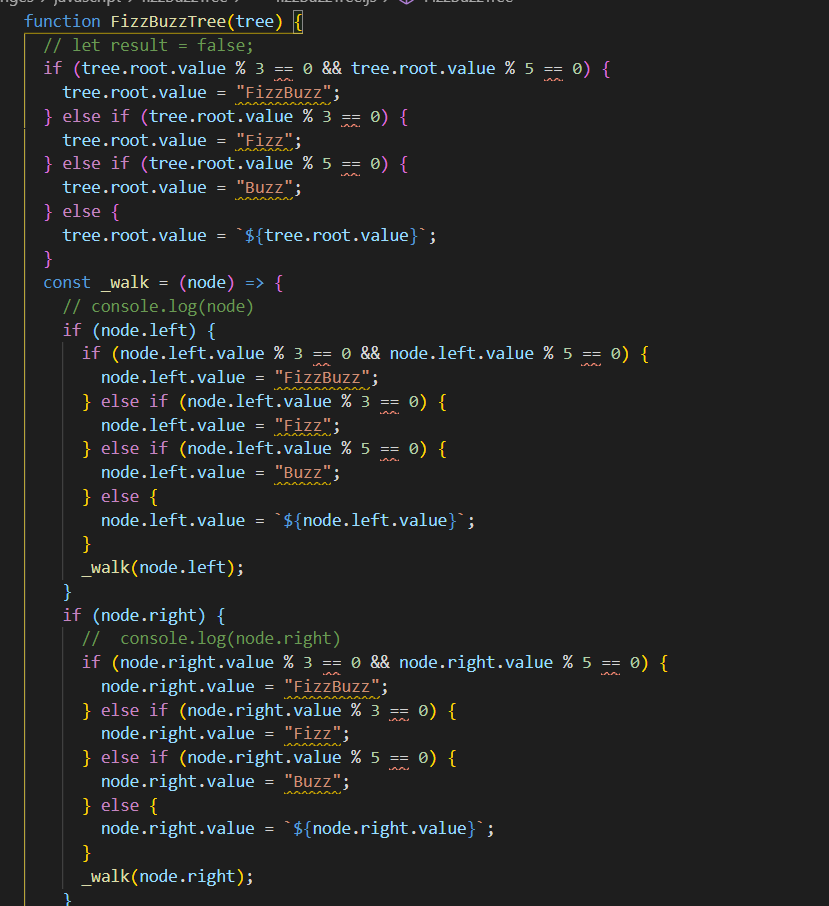 javascript
fizzBuzzTree
fizzBuzzTree.js
FizzBuzzTree
function FizzBuzzTree(tree) {
// let result = false;
if (tree.root.value % 3 == 0 && tree.root.value % 5 == 0) {
tree.root.value = "FizzBuzz";
} else if (tree.root.value % 3 == 0) {
tree.root.value = "Fizz";
} else if (tree.root.value % 5 == 0) {
tree.root.value = "Buzz";
} else {
tree.root.value = `${tree.root.value}`;
}
const _walk = (node) => {
// console.log(node)
if (node.left) {
if (node.left.value % 3 == 0 && node.left.value % 5 == 0) {
node.left.value = "FizzBuzz";
} else if (node.left.value % 3 == 0) {
node.left.value = "Fizz";
} else if (node.left.value % 5 == 0) {
node.left.value = "Buzz";
} else {
node.left.value = `${node.left.value}`;
}
_walk(node.left);
}
if (node.right) {
//  console.log(node.right)
if (node.right.value % 3 == 0 && node.right.value % 5 == 0) {
node.right.value = "FizzBuzz";
} else if (node.right.value % 3 == 0) {
node.right.value = "Fizz";
} else if (node.right.value % 5 == 0) {
node.right.value = "Buzz";
} else {
node.right.value = `${node.right.value}`;
}
_walk(node.right);
}